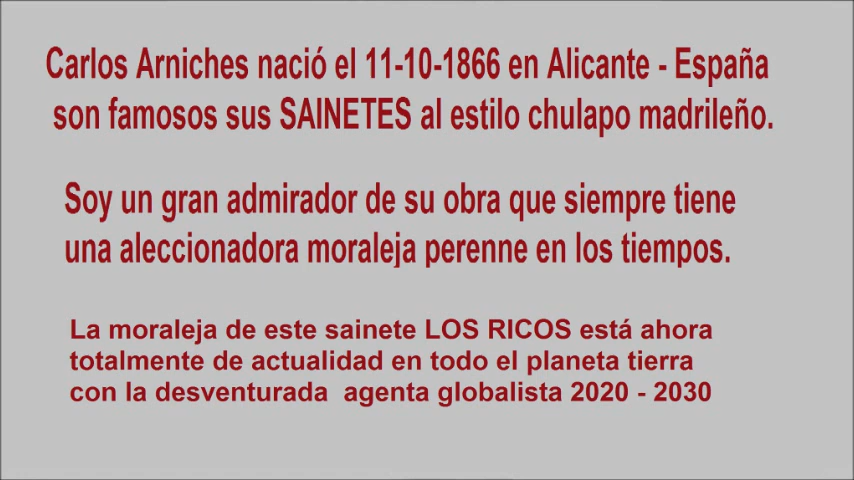 Carlos Arniches nació el 11-10-1866 en Alicante - España
son famosos sus SAINETES al estilo chulapo madrileño.
Soy un gran admirador de su obra que siempre tiene
una aleccionadora moraleja perenne en los tiempos.
La moraleja de este sainete LOS RICOS está ahora
totalmente de actualidad en todo el planeta tierra
con la desventurada agenta globalista 2020 - 2030